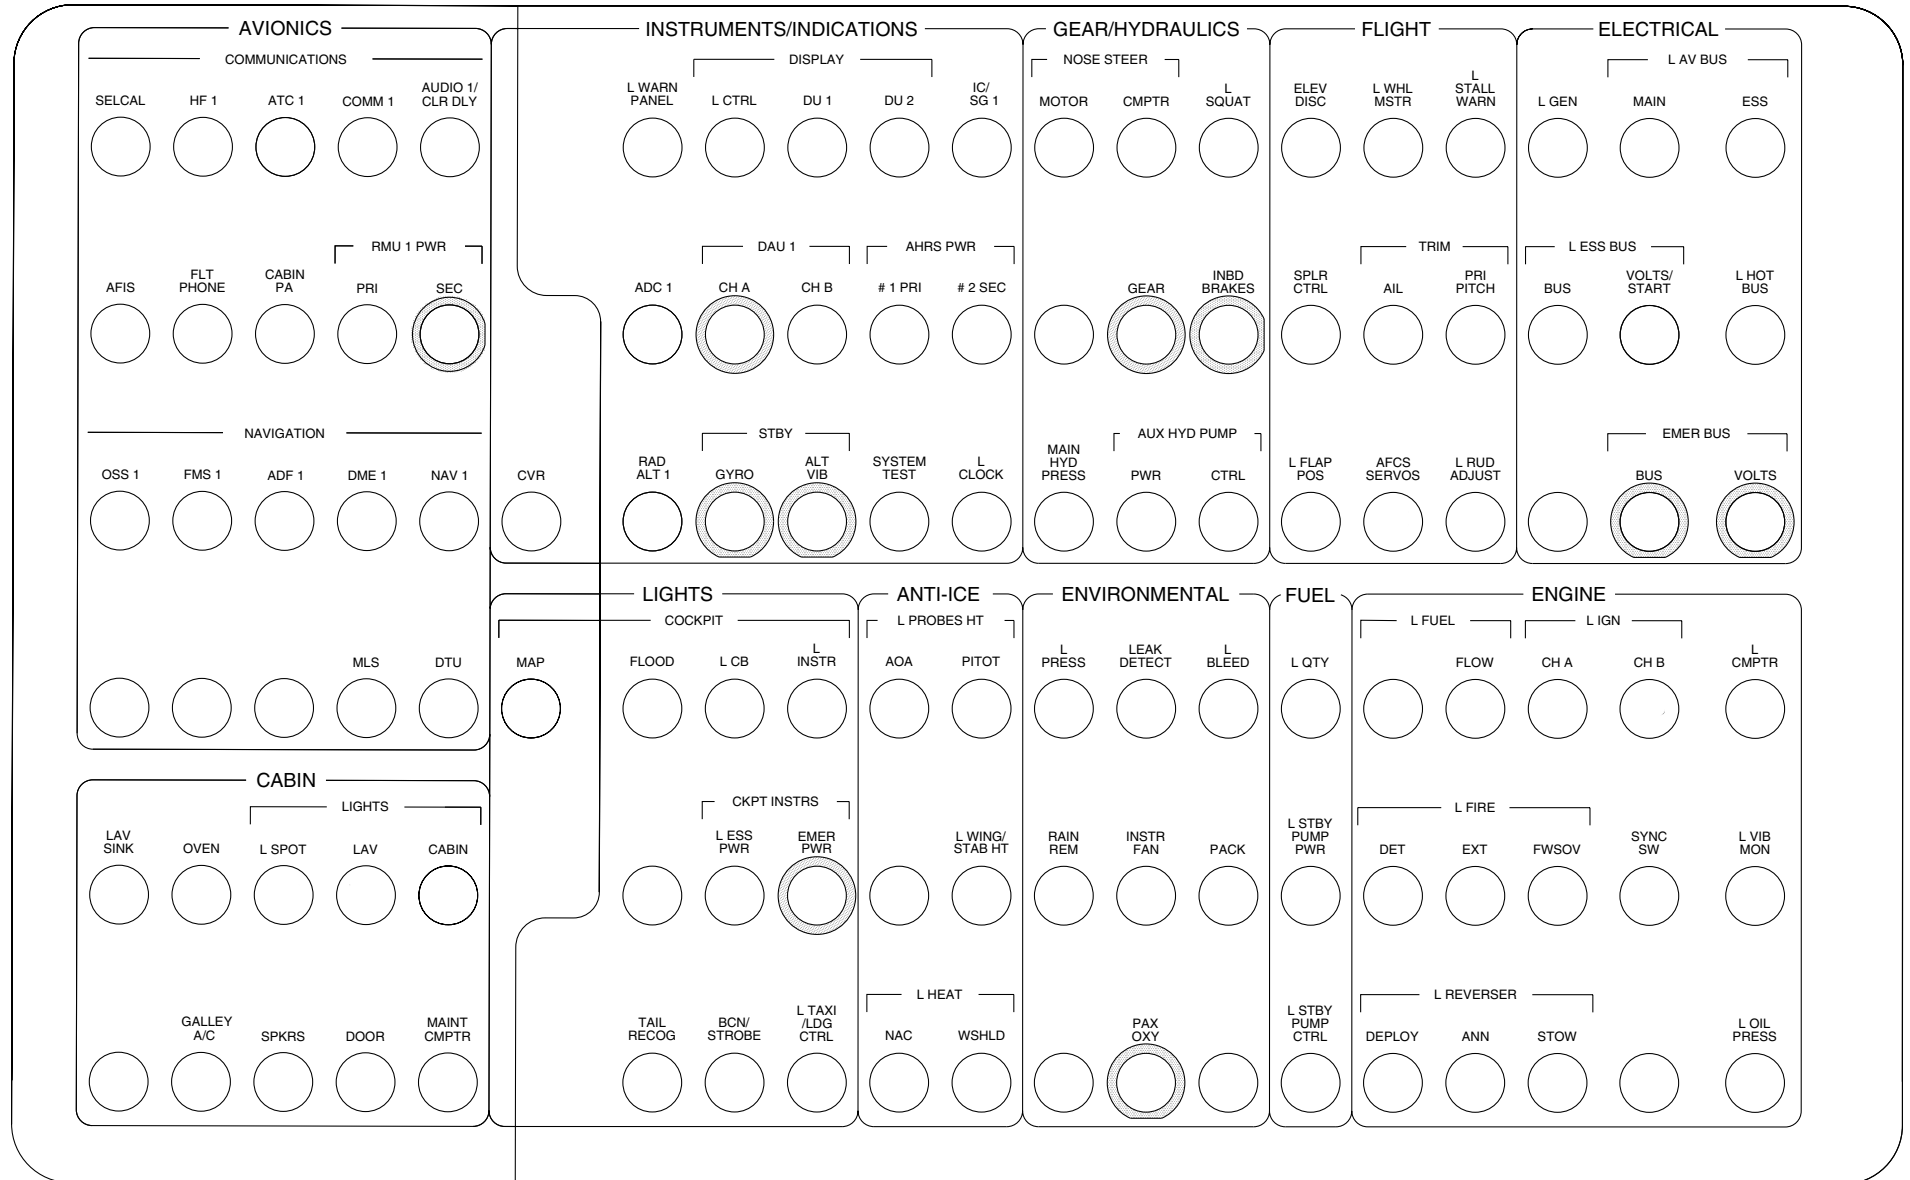 AVIONICS
COMMUNICATIONS
SELCAL
HF 1
ATC 1
COMM 1
AUDIO 1/
CLR DLY
RMU 1 PWR
AFIS
FLT
PHONE
CABIN
PA
PRI
SEC
NAVIGATION
OSS 1
FMS 1
ADF 1
DME 1
NAV 1
MLS
DTU
INSTRUMENTS/INDICATIONS
DISPLAY
L WARN
PANEL
L CTRL
DU 1
DU 2
IC/
SG 1
DAU 1
AHRS PWR
ADC 1
CH A
CH B
# 1 PRI
# 2 SEC
STBY
CVR
RAD
ALT 1
GYRO
ALT
VIB
SYSTEM
TEST
L
CLOCK
GEAR/HYDRAULICS
NOSE STEER
MOTOR
CMPTR
L
SQUAT
GEAR
INBD
BRAKES
AUX HYD PUMP
MAIN
HYD
PRESS
PWR
CTRL
FLIGHT
ELEV
DISC
L WHL
MSTR
L
STALL
WARN
TRIM
SPLR
CTRL
AIL
PRI
PITCH
L FLAP
POS
AFCS
SERVOS
L RUD
ADJUST
ELECTRICAL
L AV BUS
L GEN
MAIN
ESS
L ESS BUS
BUS
VOLTS/
START
L HOT
BUS
EMER BUS
BUS
VOLTS
CABIN
LIGHTS
LAV
SINK
OVEN
L SPOT
LAV
CABIN
GALLEY
A/C
SPKRS
DOOR
MAINT
CMPTR
LIGHTS
COCKPIT
MAP
FLOOD
L CB
L
INSTR
CKPT INSTRS
L ESS
PWR
EMER
PWR
TAIL
RECOG
BCN/
STROBE
L TAXI
/LDG
CTRL
ANTI-ICE
L PROBES HT
AOA
PITOT
L WING/
STAB HT
L HEAT
NAC
WSHLD
ENVIRONMENTAL
L
PRESS
LEAK
DETECT
L
BLEED
RAIN
REM
INSTR
FAN
PACK
PAX
OXY
FUEL
L QTY
L STBY
PUMP
PWR
L STBY
PUMP
CTRL
ENGINE
L FUEL
L IGN
FLOW
CH A
CH B
L
CMPTR
L FIRE
DET
EXT
FWSOV
SYNC
SW
L VIB
MON
L REVERSER
DEPLOY
ANN
STOW
L OIL
PRESS